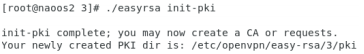 [root@naoos2 3]# ./easyrsa init-pki
init-pki complete; you may now create a CA or requests.
Your newly created PKI dir is: /etc/openvpn/easy-rsa/3/pki